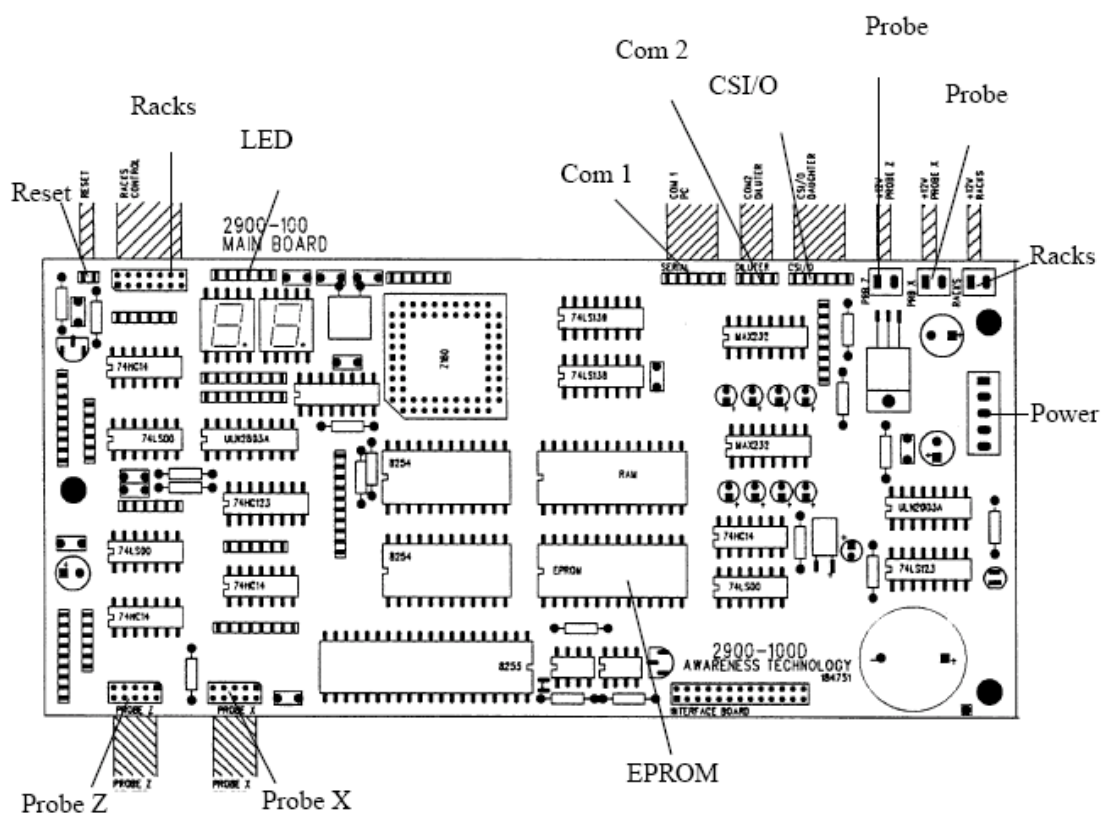 Probe
Com 2
CSI/O
Probe
Racks
LED
Com 1
Reset
RESET
RACKS
CONTROL
COM 1
PC
COM2
DILUTER
CSI/O
DAUGHTER
+12V
PROBE Z
+12V
PROBE X
+12V
RACKS
2900-100
MAIN BOARD
Racks
SERIAL
DILUTER
CSI/O
PRB Z
PRB X
RACKS
74LS138
MAX232
Z180
74HC14
74LS138
Power
74LS00
ULN2803A
MAX232
8254
RAM
74HC123
ULN2003A
74LS00
8254
EPROM
74HC14
74LS123
74HC14
74LS00
74HC14
8255
2900-100D
AWARENESS TECHNOLOGY
184751
PROBE Z
PROBE X
INTERFACE BOARD
PROBE Z
PROBE X
EPROM
Probe Z
Probe X